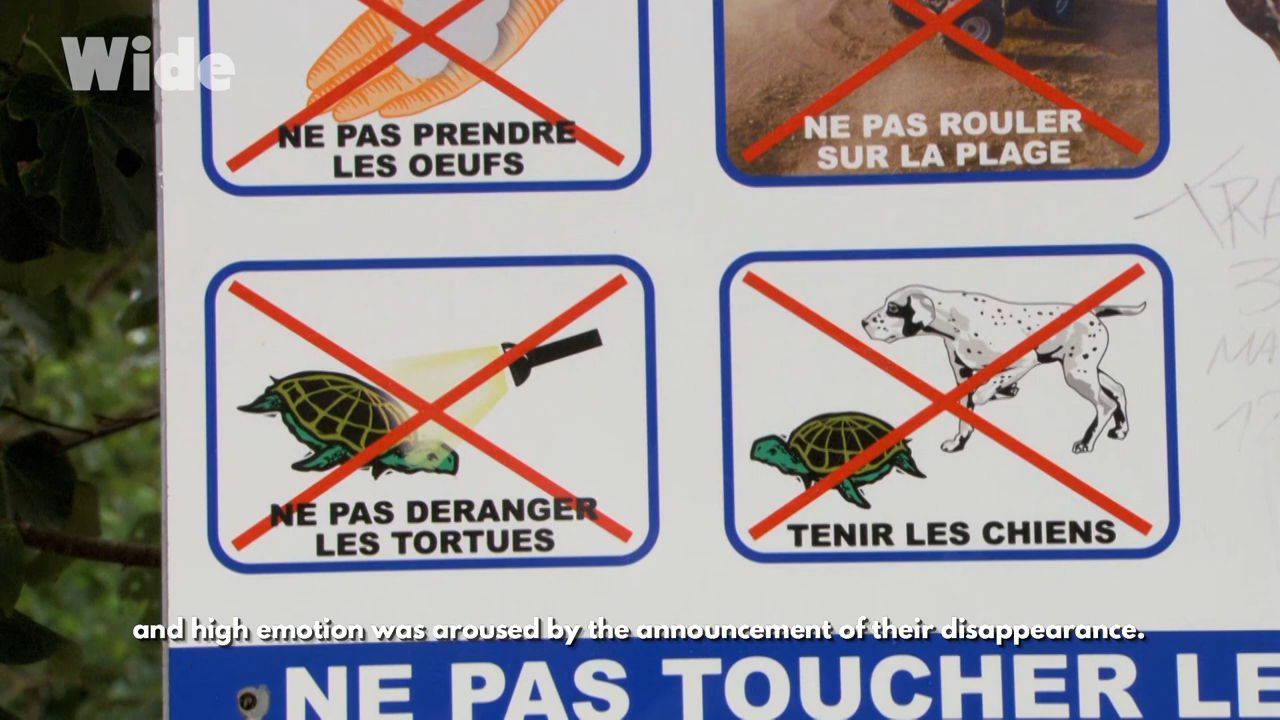 Wide
NE PAS PRENDRE
LES OEUFS
NE PAS ROULER
SUR LA PLAGE
NE PAS DERANGER
LES TORTUES
TENIR LES CHIENS
and high emotion was aroused by the announcement of their disappearance.
NE PAS TOUCHER LE